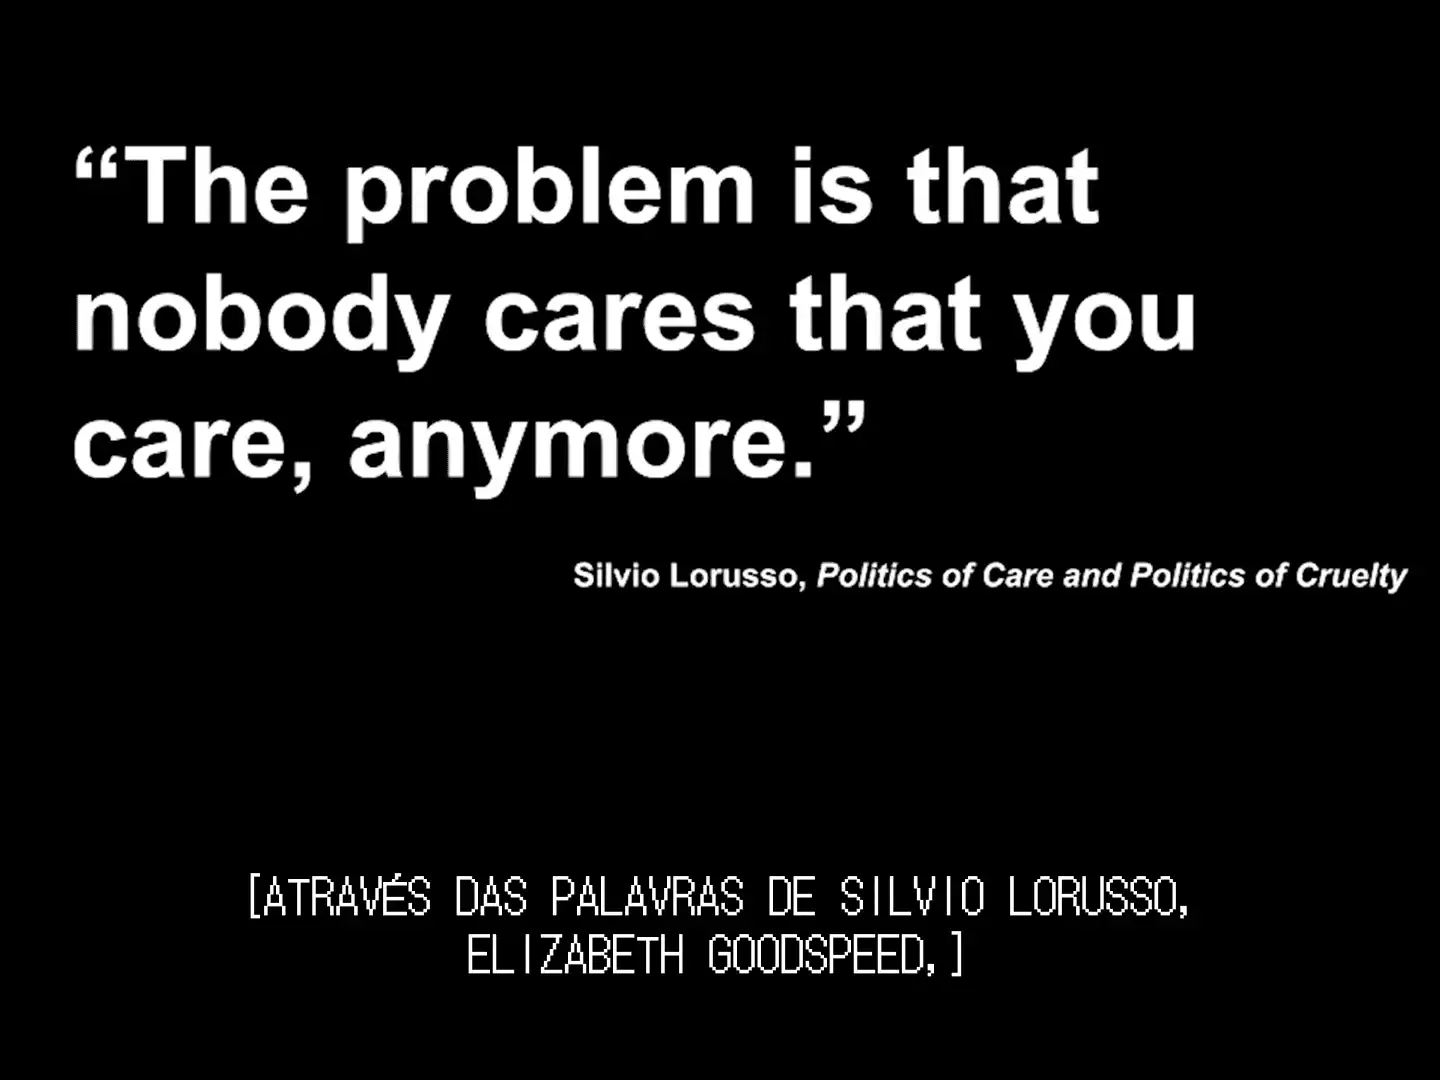 “The problem is that
nobody cares that you
care, anymore.”
Silvio Lorusso, Politics of Care and Politics of Cruelty
[ATRAVÉS DAS PALAVRAS DE SILVIO LORUSSO,
ELIZABETH GOODSPEED,]